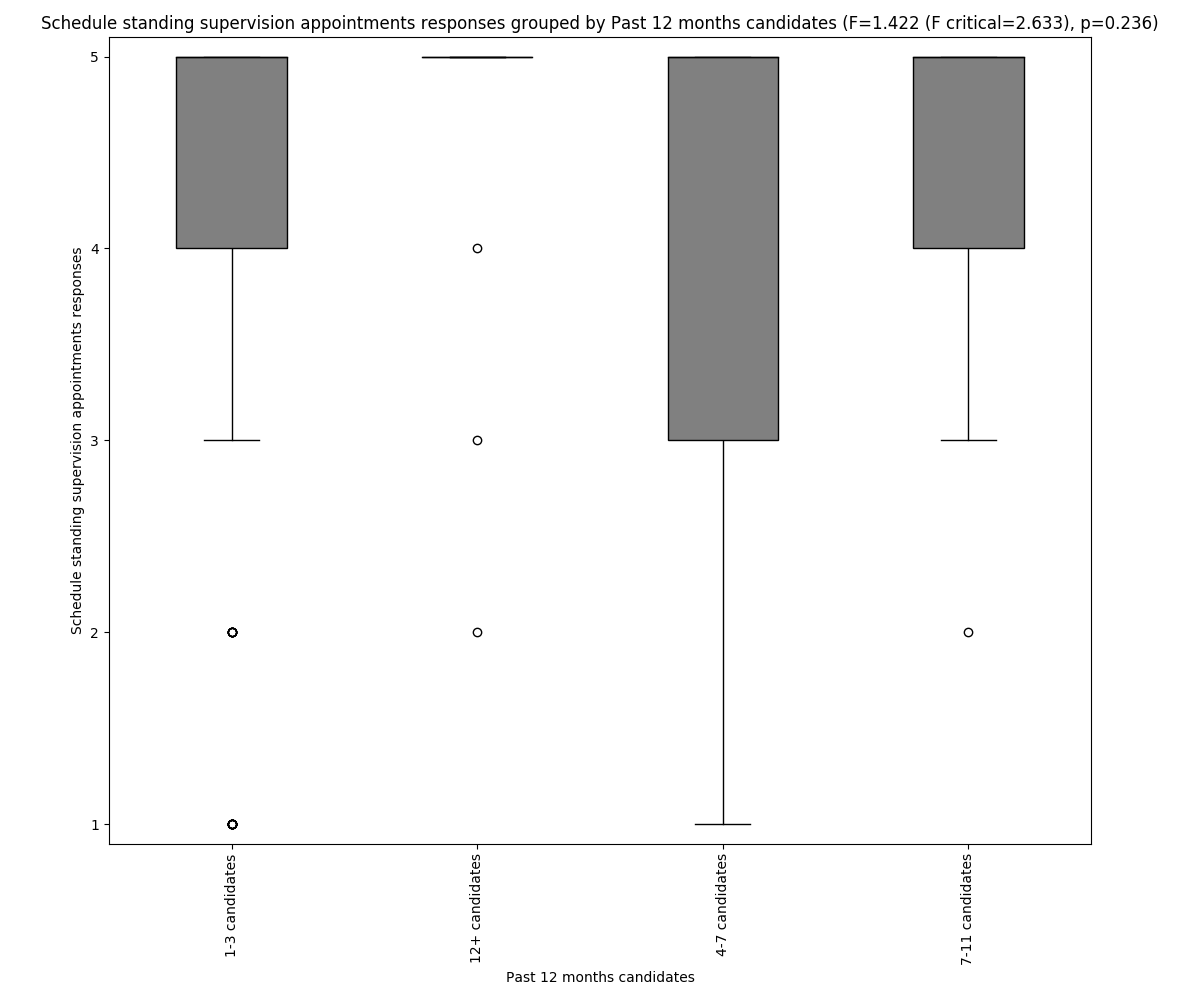 Schedule standing supervision appointments responses grouped by Past 12 months candidates (F=1.422 (F critical=2.633), p=0.236)
Schedule standing supervision appointments responses
5
4
3
2
1
1-3 candidates
12+ candidates
4-7 candidates
7-11 candidates
Past 12 months candidates